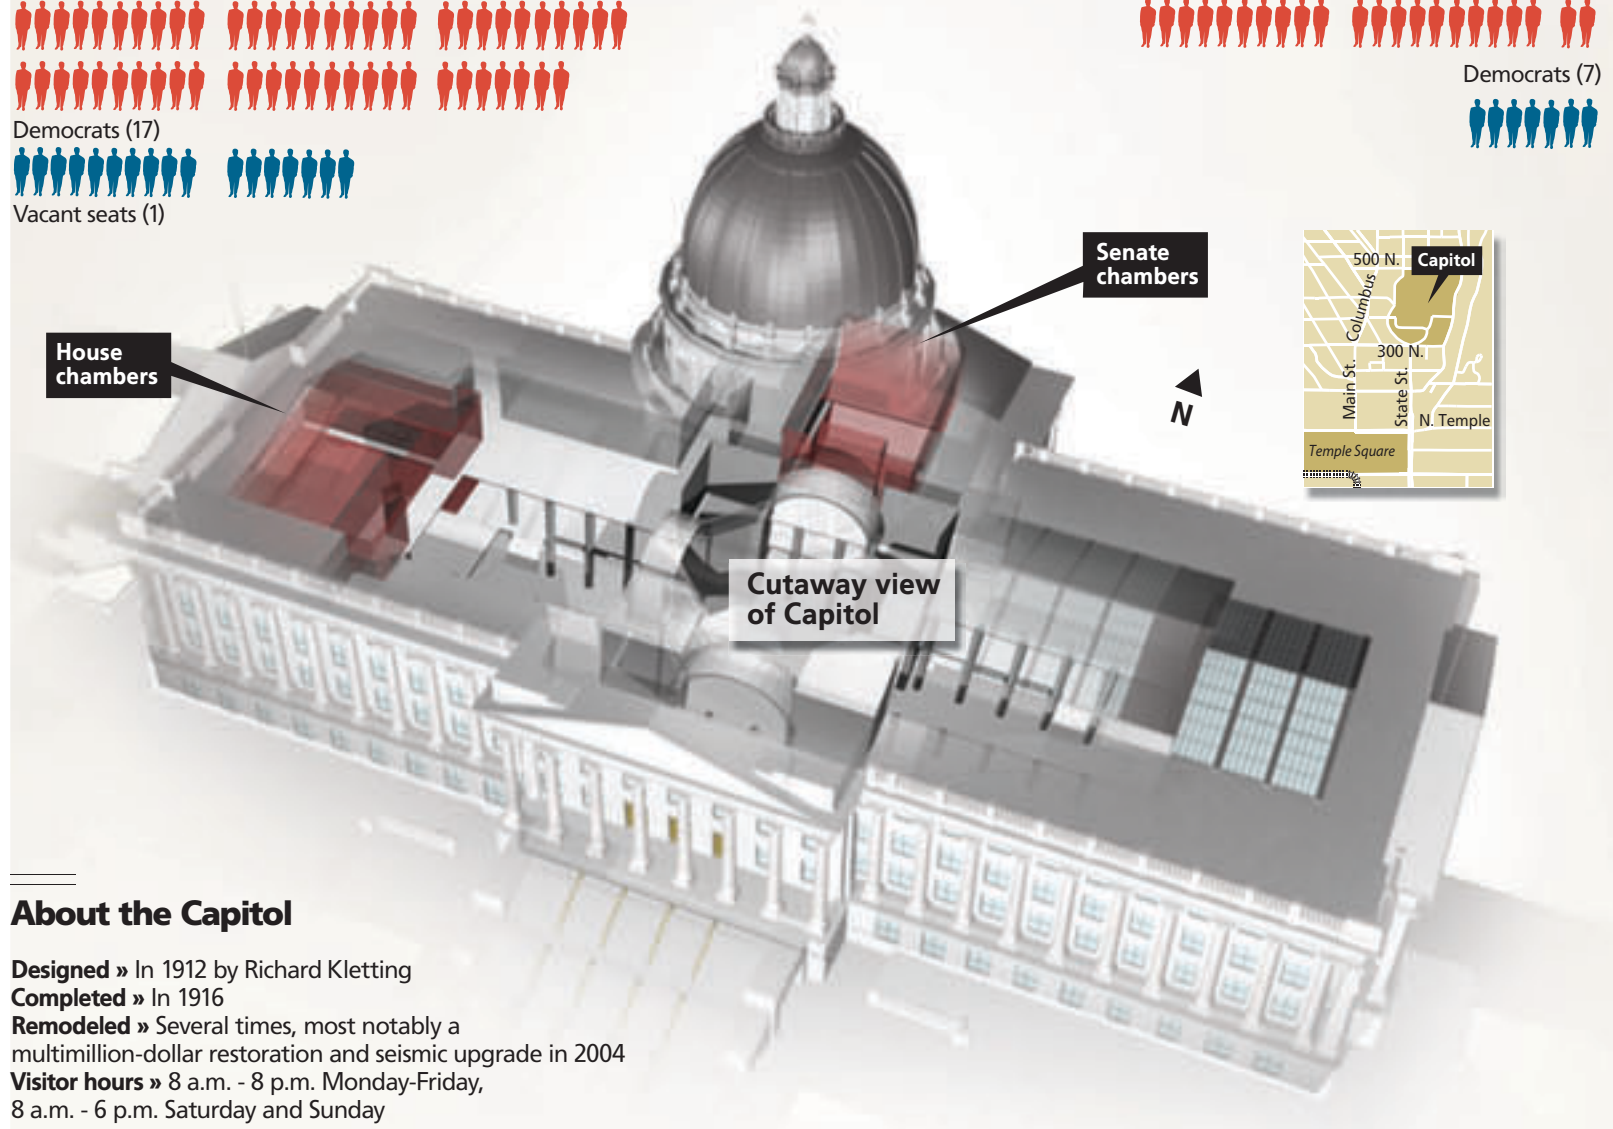 Democrats (17)
Vacant seats (1)
Democrats (7)
House
chambers
Senate
chambers
N
500 N.
Capitol
Columbus
300 N.
Main St.
State St.
N. Temple
Temple Square
Cutaway view
of Capitol
About the Capitol
Designed » In 1912 by Richard Kletting
Completed » In 1916
Remodeled » Several times, most notably a
multimillion-dollar restoration and seismic upgrade in 2004
Visitor hours » 8 a.m. - 8 p.m. Monday-Friday,
8 a.m. - 6 p.m. Saturday and Sunday